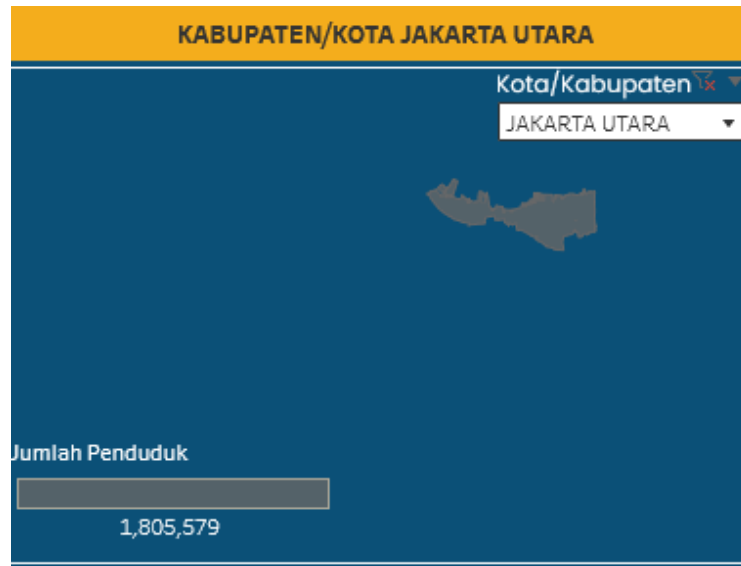 KABUPATEN/KOTA JAKARTA UTARA
Kota/Kabupaten
JAKARTA UTARA
Jumlah Penduduk
1,805,579